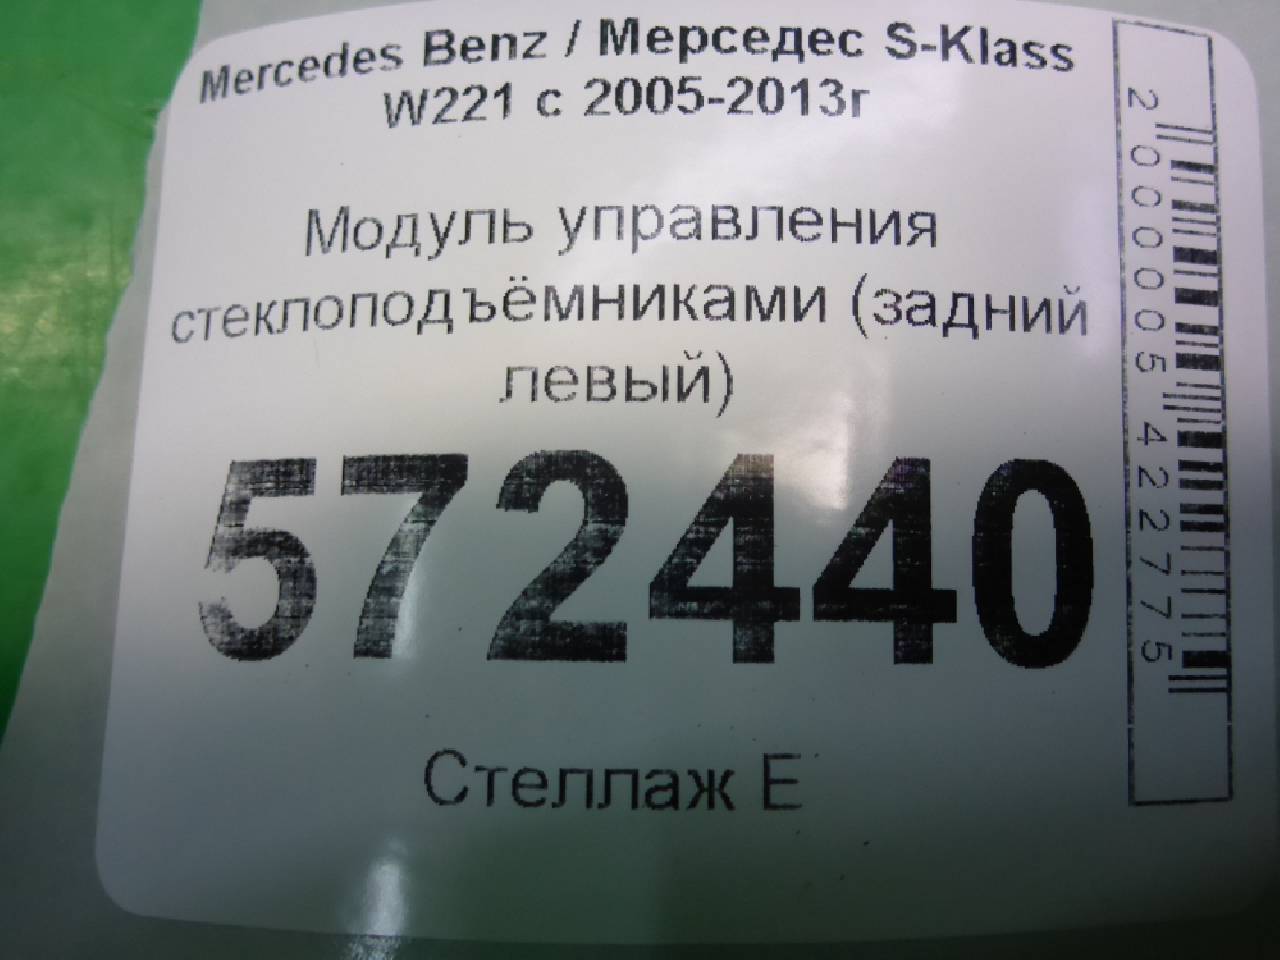 Mercedes Benz / Мерседес S-Klass
W221 с 2005-2013г
Модуль управления
стеклоподъёмниками (задний
левый)
572440
Стеллаж Е
2000005422775